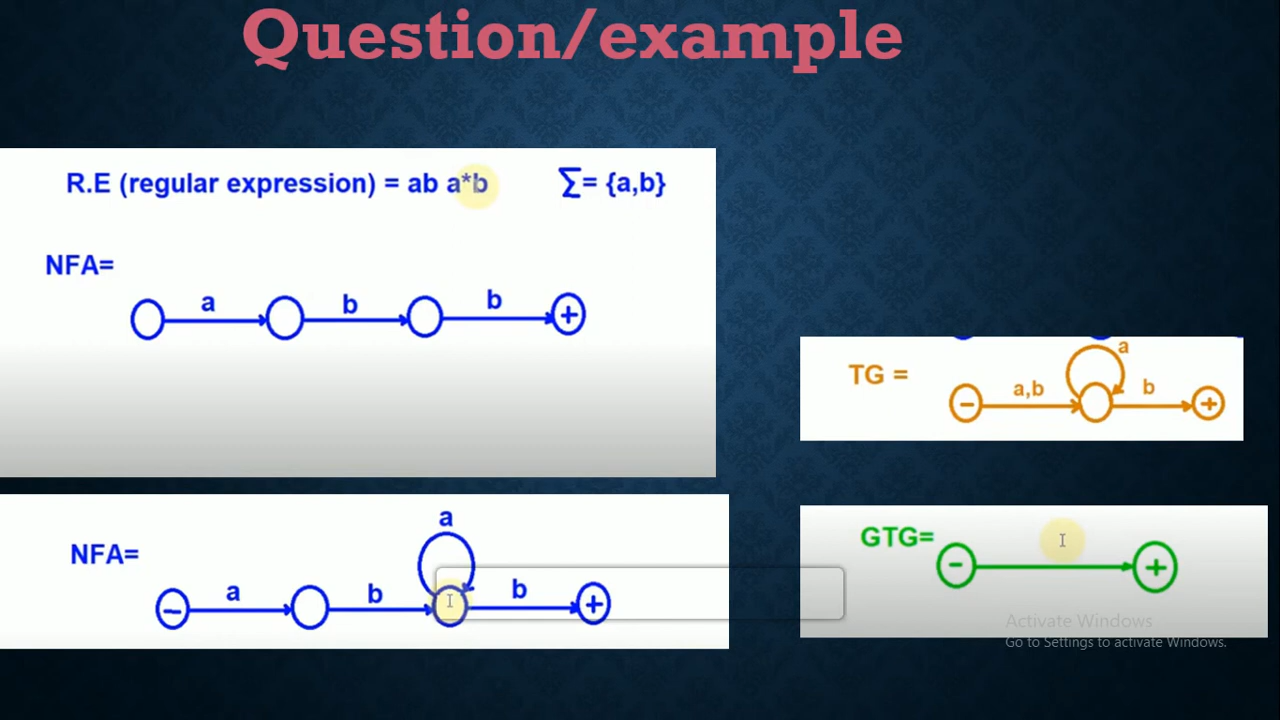 Question/example
R.E (regular expression) = ab a*b ∑= {a,b}
NFA=
a b b
+
TG =
a
a,b b
- +
NFA=
a
a b b
- +
GTG=
- +
Activate Windows
Go to Settings to activate Windows.